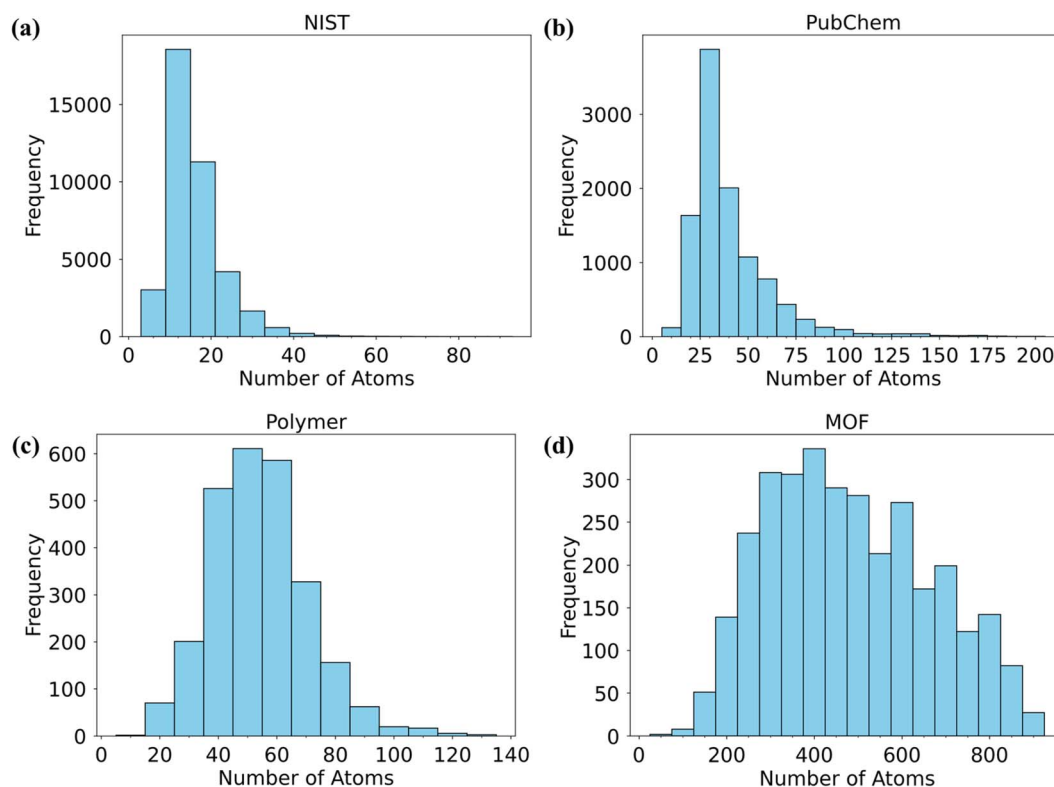 (a)
NIST
Frequency
15000
10000
5000
0
0 20 40 60 80
Number of Atoms
(b)
PubChem
Frequency
3000
2000
1000
0
0 25 50 75 100 125 150 175 200
Number of Atoms
(c)
Polymer
Frequency
600
500
400
300
200
100
0
0 20 40 60 80 100 120 140
Number of Atoms
(d)
MOF
Frequency
300
250
200
150
100
50
0
200 400 600 800
Number of Atoms